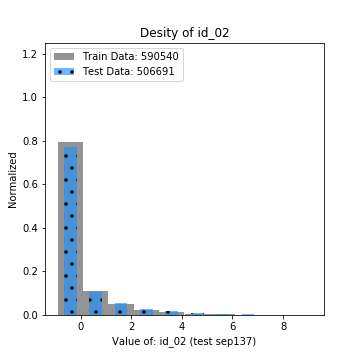 Desity of id_02
Train Data: 590540
Test Data: 506691
1.2
1.0
0.8
0.6
0.4
0.2
0.0
Normalized
0 2 4 6 8
Value of: id_02 (test sep137)